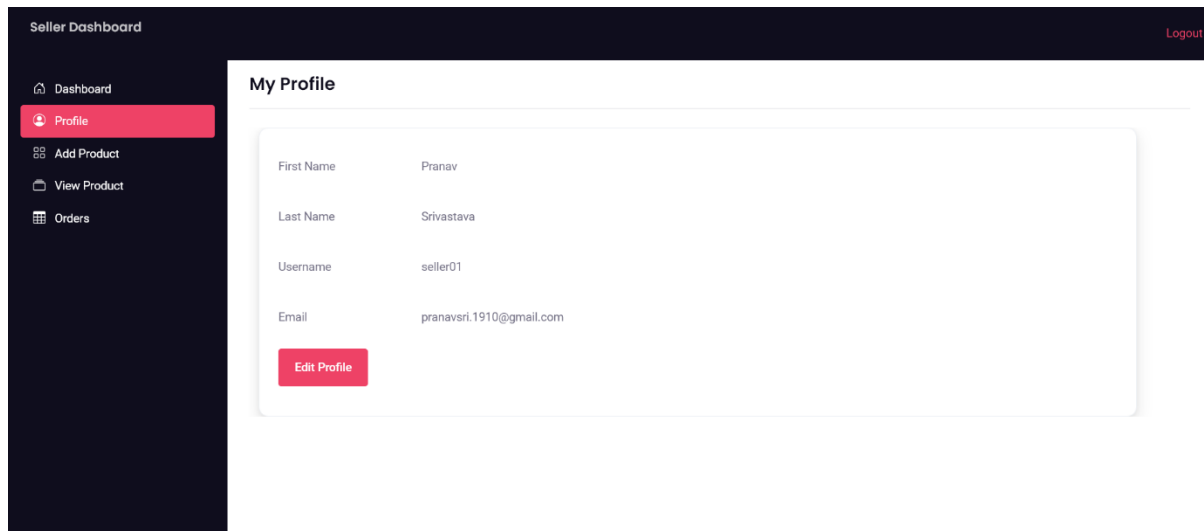 Seller Dashboard
Logout
Dashboard
Profile
Add Product
View Product
Orders
My Profile
First Name Pranav
Last Name Srivastava
Username seller01
Email pranavsri.1910@gmail.com
Edit Profile